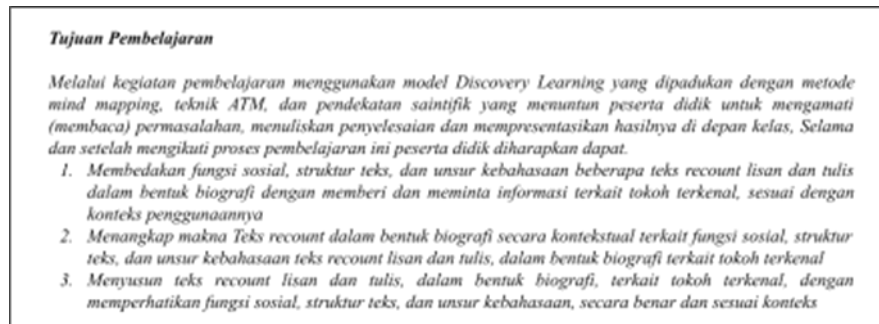 Tujuan Pembelajaran
Melalui kegiatan pembelajaran menggunakan model Discovery Learning yang dipadukan dengan metode
mind mapping, teknik ATM, dan pendekatan saintifik yang menuntun peserta didik untuk mengamati
(membaca) permasalahan, menuliskan penyelesaian dan mempresentasikan hasilnya di depan kelas, Selama
dan setelah mengikuti proses pembelajaran ini peserta didik diharapkan dapat.
1. Membedakan fungsi sosial, struktur teks, dan unsur kebahasaan beberapa teks recount lisan dan tulis
dalam bentuk biografi dengan memberi dan meminta informasi terkait tokoh terkenal, sesuai dengan
konteks penggunaannya
2. Menangkap makna Teks recount dalam bentuk biografi secara kontekstual terkait fungsi sosial, struktur
teks, dan unsur kebahasaan teks recount lisan dan tulis, dalam bentuk biografi terkait tokoh terkenal
3. Menyusun teks recount lisan dan tulis, dalam bentuk biografi, terkait tokoh terkenal, dengan
memperhatikan fungsi sosial, struktur teks, dan unsur kebahasaan, secara benar dan sesuai konteks